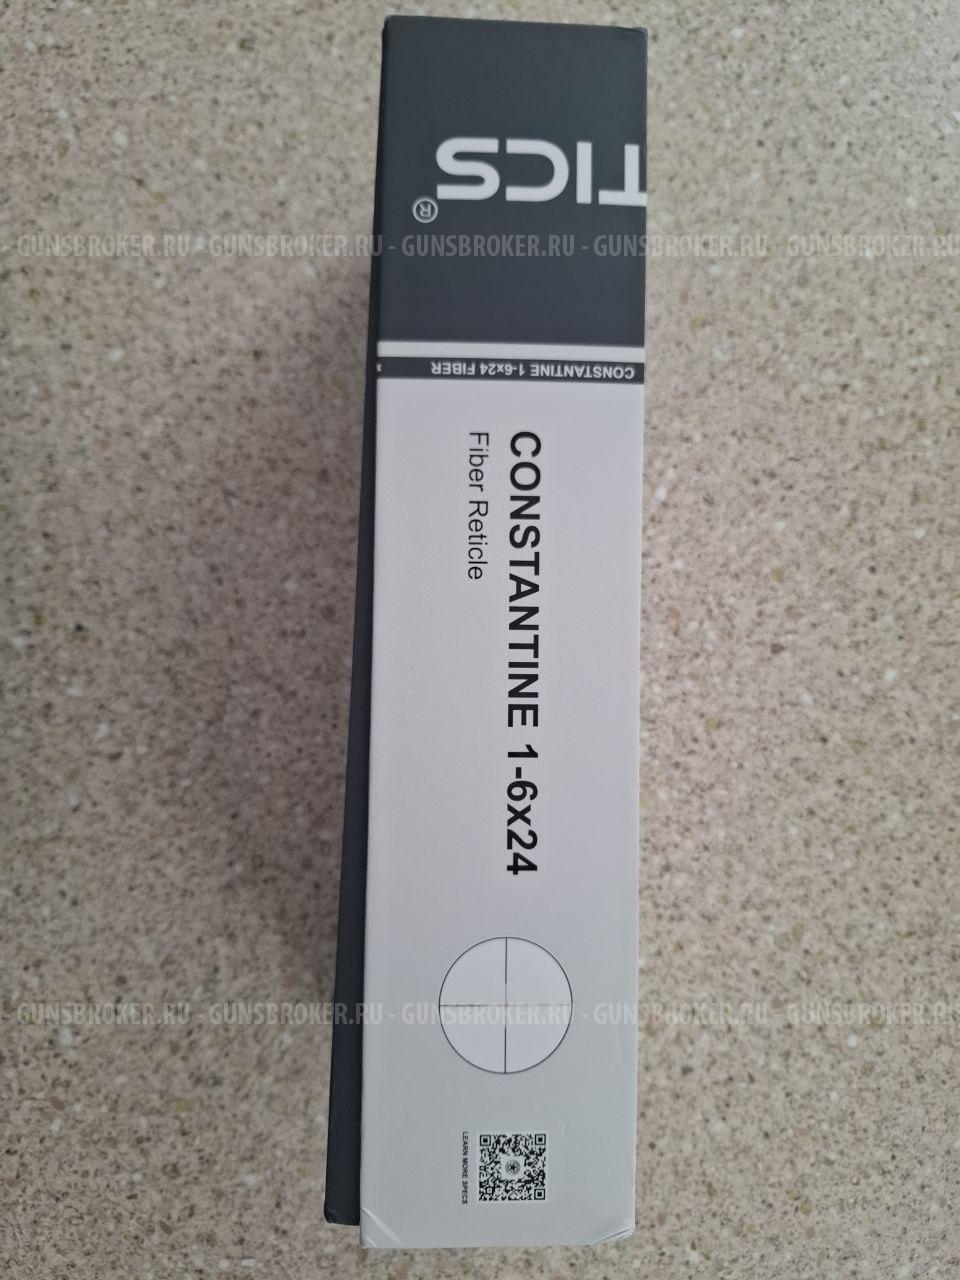 TICS®
GUNSBROKER.RU - GUNSBROKER.RU - GUNSBROKER.RU - GUNSBROKER.RU - GUNSBROKER.RU
CONSTANTINE 1-6x24 FIBER
CONSTANTINE 1-6x24
Fiber Reticle
GUNSBROKER.RU - GUNSBROKER.RU - GUNSBROKER.RU - GUNSBROKER.RU - GUNSBROKER.RU
LEARN MORE SPECS